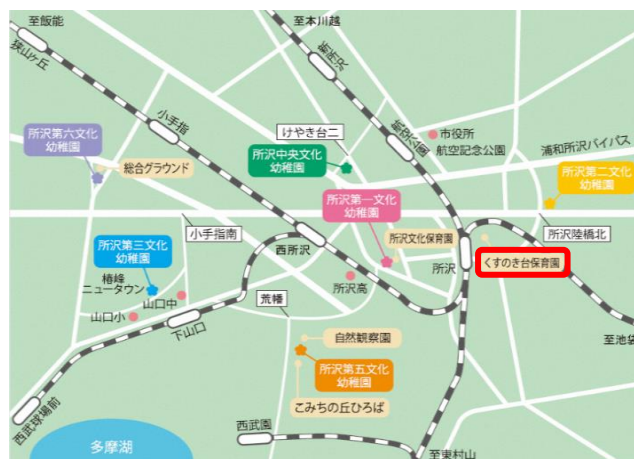 至飯能
至本川越
狭山ヶ丘
新所沢
小手指
航空公園
市役所
航空記念公園
けやき台二
浦和所沢バイパス
所沢第六文化
幼稚園
総合グラウンド
所沢中央文化
幼稚園
所沢第二文化
幼稚園
所沢第一文化
幼稚園
小手指南
西所沢
所沢文化保育園
所沢陸橋北
所沢第三文化
幼稚園
所沢
くすのき台保育園
椿峰
ニュータウン
山口中
所沢高
荒幡
山口小
下山口
自然観察園
至池袋
所沢第五文化
幼稚園
こみちの丘ひろば
西武球場前
西武園
多摩湖
至東村山